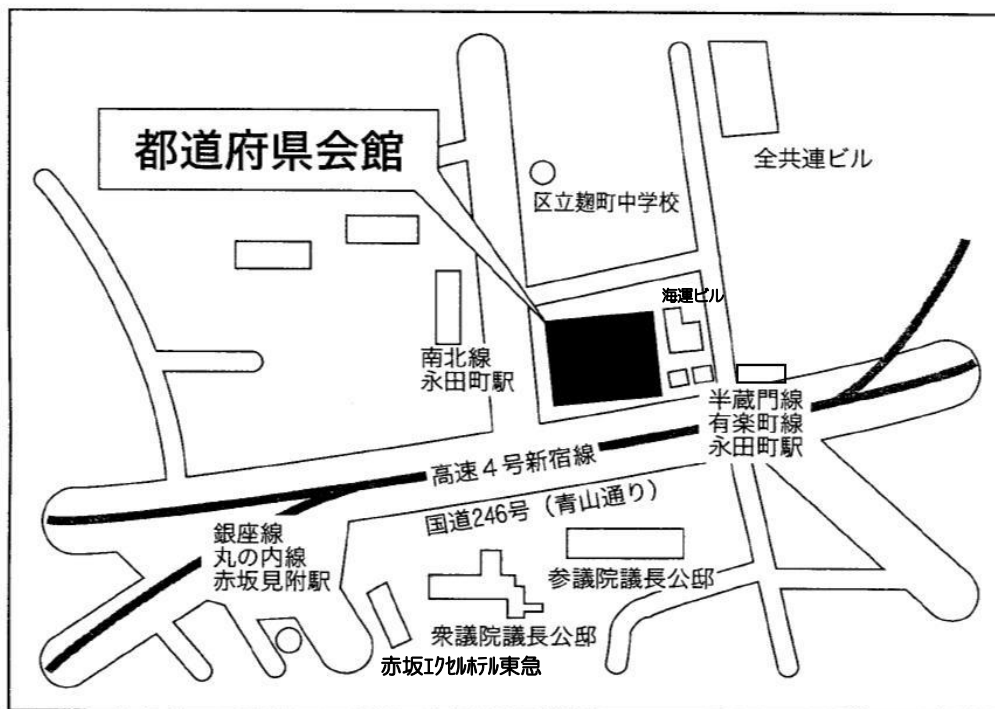 都道府県会館
全共連ビル
区立麹町中学校
海運ビル
南北線
永田町駅
半蔵門線
有楽町線
永田町駅
高速4号新宿線
国道246号(青山通り)
銀座線
丸の内線
赤坂見附駅
参議院議長公邸
衆議院議長公邸
赤坂エクセルホテル東急